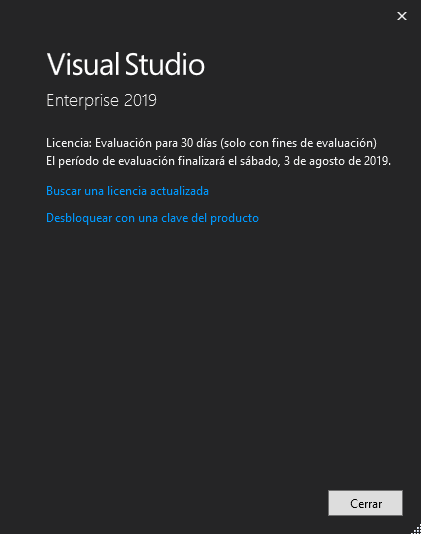 Visual Studio
Enterprise 2019
Licencia: Evaluación para 30 días (solo con fines de evaluación)
El período de evaluación finalizará el sábado, 3 de agosto de 2019.
Buscar una licencia actualizada
Desbloquear con una clave del producto
Cerrar